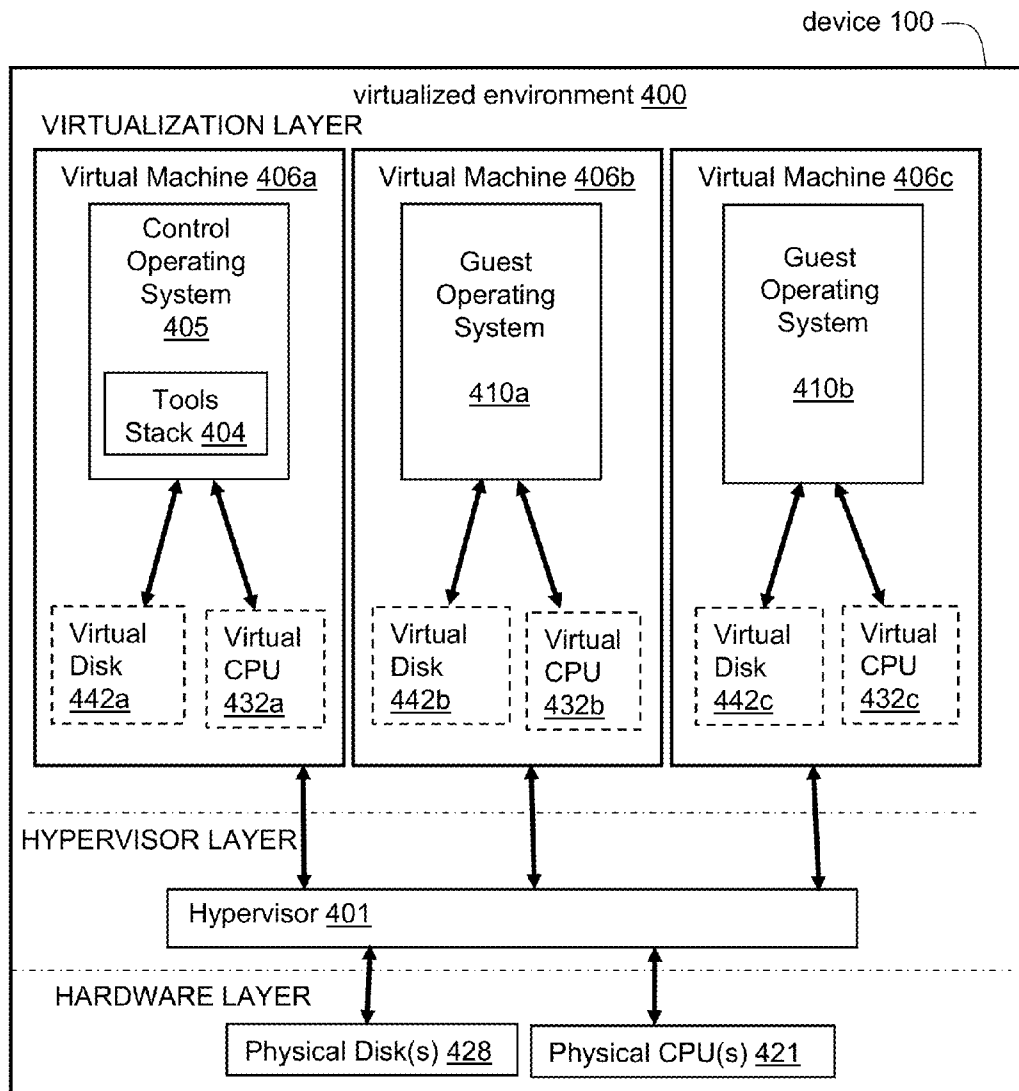 device 100
virtualized environment 400
VIRTUALIZATION LAYER
Virtual Machine 406a
Control
Operating
System
405
Tools
Stack 404
Virtual
Disk
442a
Virtual
CPU
432a
Virtual Machine 406b
Guest
Operating
System
410a
Virtual
Disk
442b
Virtual
CPU
432b
Virtual Machine 406c
Guest
Operating
System
410b
Virtual
Disk
442c
Virtual
CPU
432c
HYPERVISOR LAYER
Hypervisor 401
HARDWARE LAYER
Physical Disk(s) 428
Physical CPU(s) 421